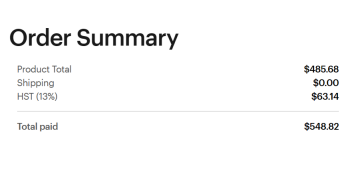 Order Summary
Product Total $485.68
Shipping $0.00
HST (13%) $63.14
Total paid $548.82